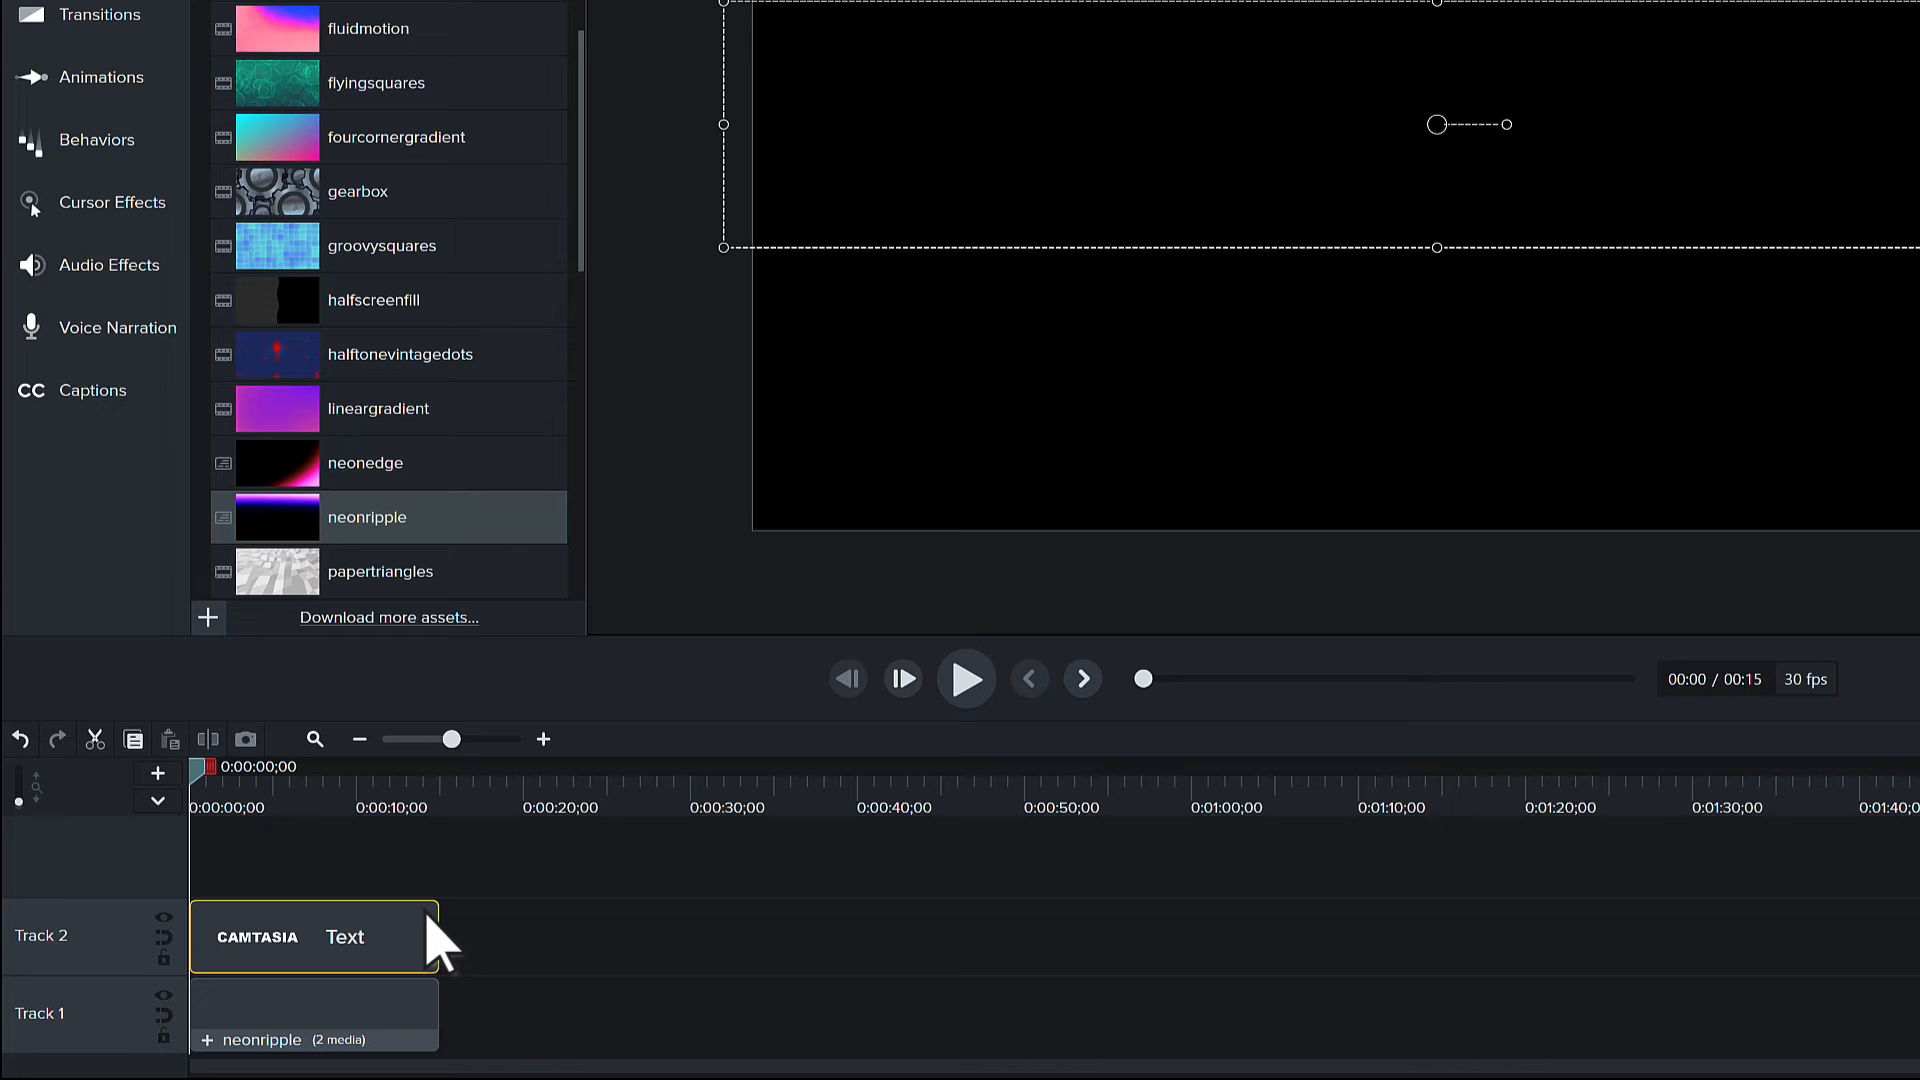 Transitions
Animations
Behaviors
Cursor Effects
Audio Effects
Voice Narration
CC Captions
fluidmotion
flyingsquares
fourcornergradient
gearbox
groovysquares
halfscreenfill
halftonevintagedots
lineargradient
neonedge
neonripple
papertriangles
Download more assets...
00:00 / 00:15 30 fps
0:00:00;00
0:00:00;00 0:00:10;00 0:00:20;00 0:00:30;00 0:00:40;00 0:00:50;00 0:01:00;00 0:01:10;00 0:01:20;00 0:01:30;00 0:01:40;0
Track 2
CAMTASIA Text
Track 1
+ neonripple (2 media)